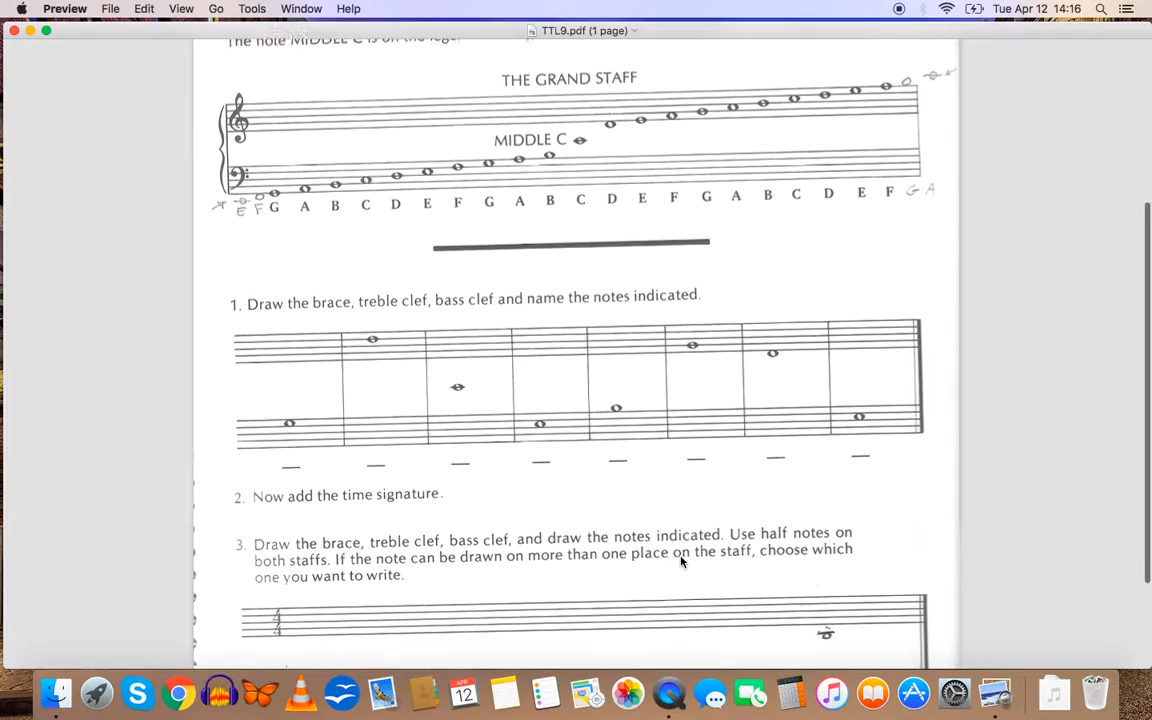 Preview File Edit View Go Tools Window Help Tue Apr 12 14:16
TTL9.pdf (1 page)
The note MIDDLE C is on the
THE GRAND STAFF
MIDDLE C
E F G A B C D E F G A B C D E F G A B C D E F G A
1. Draw the brace, treble clef, bass clef and name the notes indicated.
2. Now add the time signature.
3. Draw the brace, treble clef, bass clef, and draw the notes indicated. Use half notes on
both staffs. If the note can be drawn on more than one place on the staff, choose which
one you want to write.
4
4
APR
12